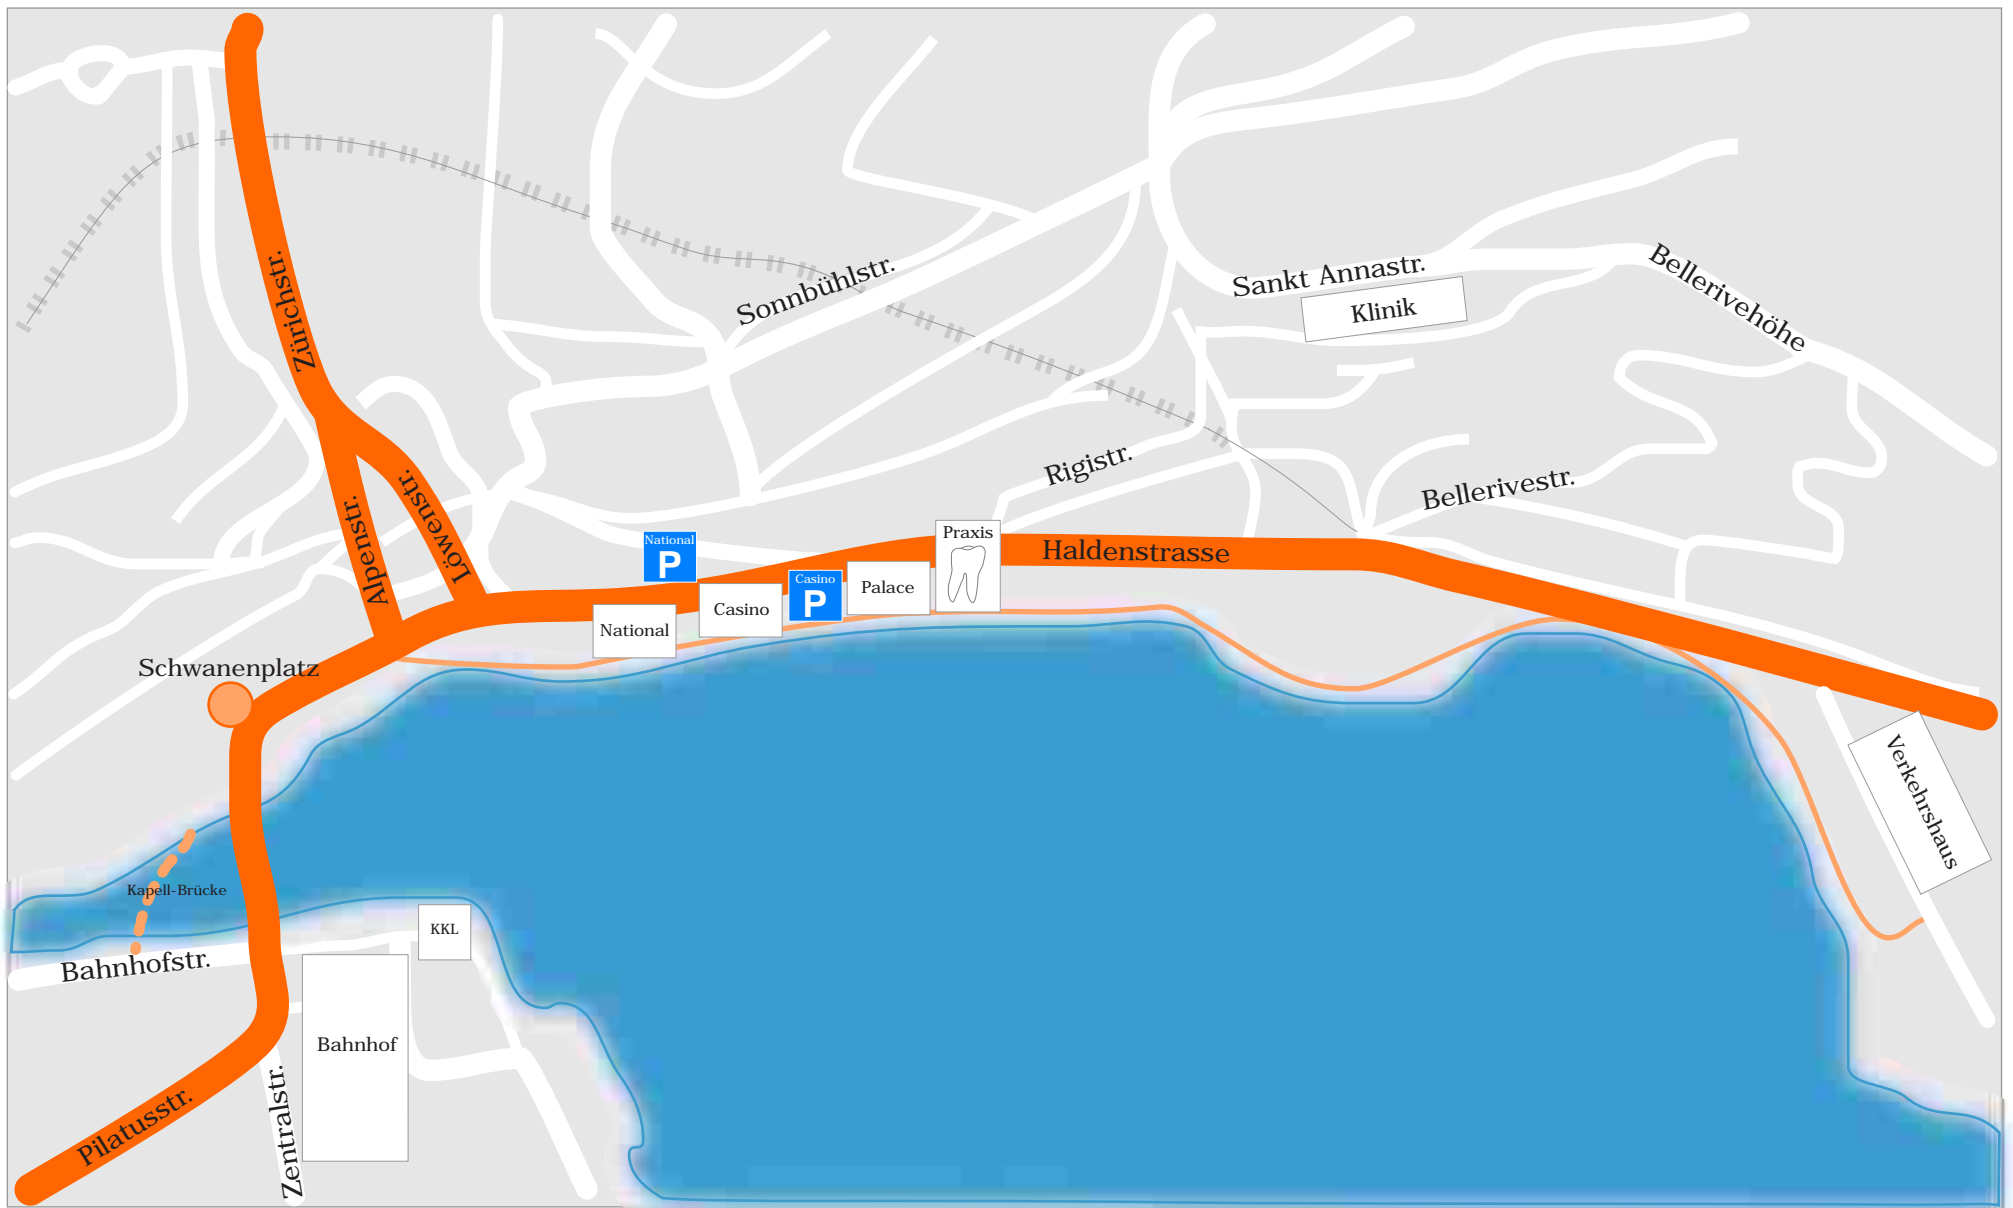 Zürichstr.
Sonnbühlstr.
Sankt Annastr.
Klinik
Bellerivehöhe
Alpenstr.
Löwenstr.
Rigistr.
Bellerivestr.
National
P
Praxis
Haldenstrasse
Casino
P
Palace
Casino
National
Schwanenplatz
Verkehrshaus
Kapell-Brücke
KKL
Bahnhofstr.
Bahnhof
Pilatusstr.
Zentralstr.